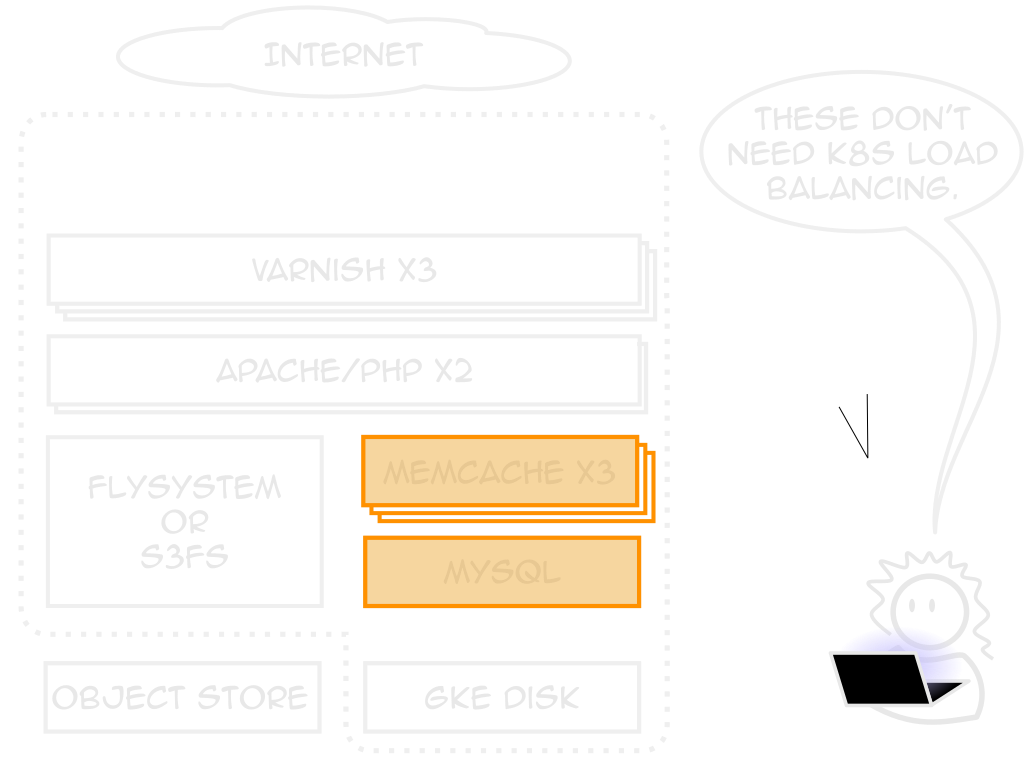 INTERNET
THESE DON'T
NEED K8S LOAD
BALANCING.
VARNISH X3
APACHE/PHP X2
FLYSYSTEM
OR
S3FS
MEMCACHE X3
MYSQL
OBJECT STORE
GKE DISK